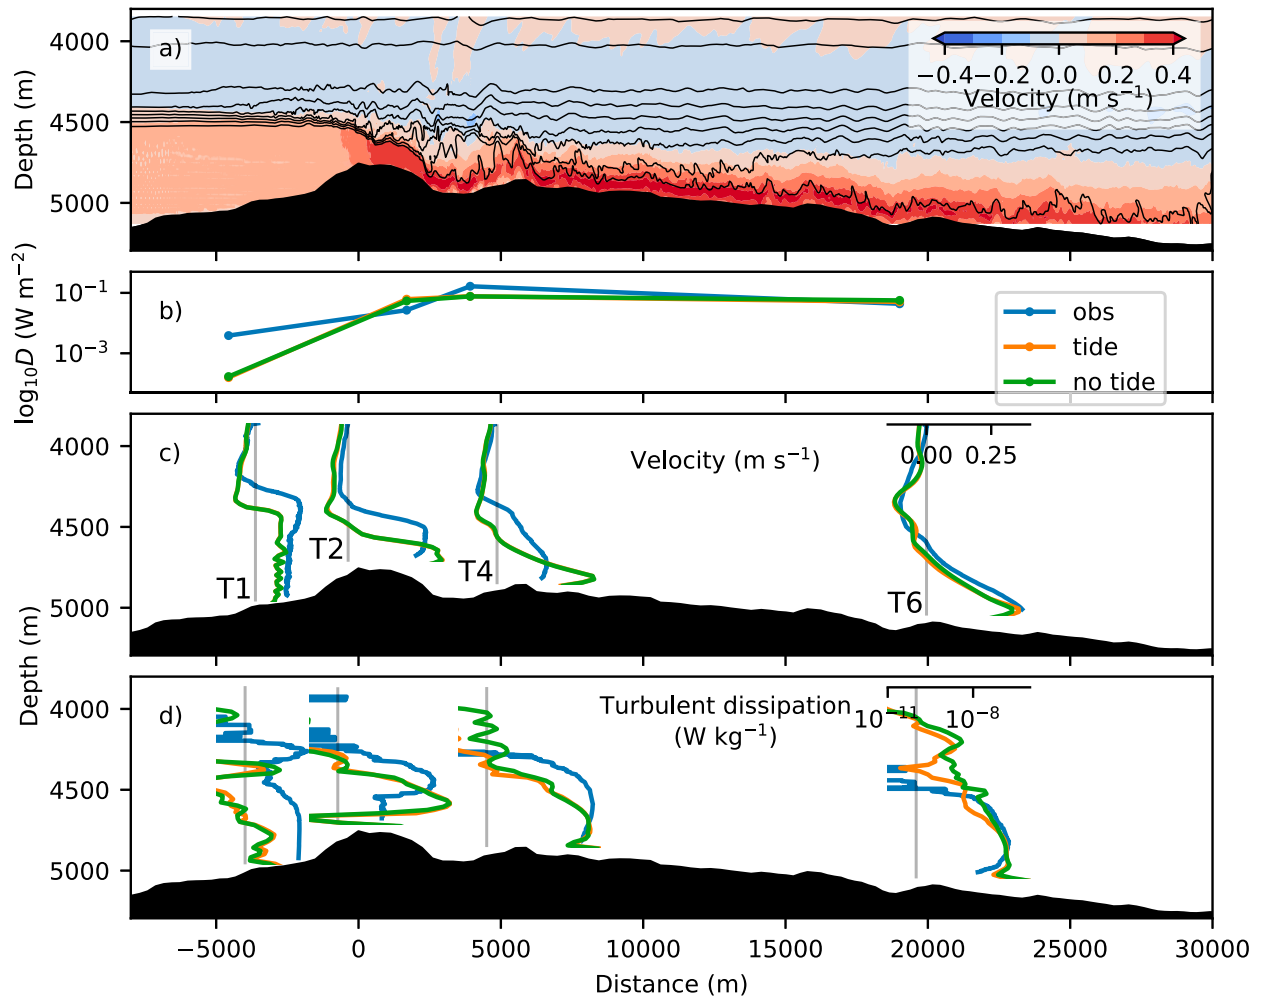 a)
4000
4500
5000
Depth (m)
−0.4 −0.2 0.0 0.2 0.4
Velocity (m s⁻¹)
b)
10⁻¹
10⁻³
log₁₀D (W m⁻²)
obs
tide
no tide
c)
4000
4500
5000
Velocity (m s⁻¹)
0.00 0.25
T1
T2
T4
T6
Depth (m)
d)
4000
4500
5000
Turbulent dissipation
(W kg⁻¹)
10⁻¹¹ 10⁻⁸
−5000 0 5000 10000 15000 20000 25000 30000
Distance (m)